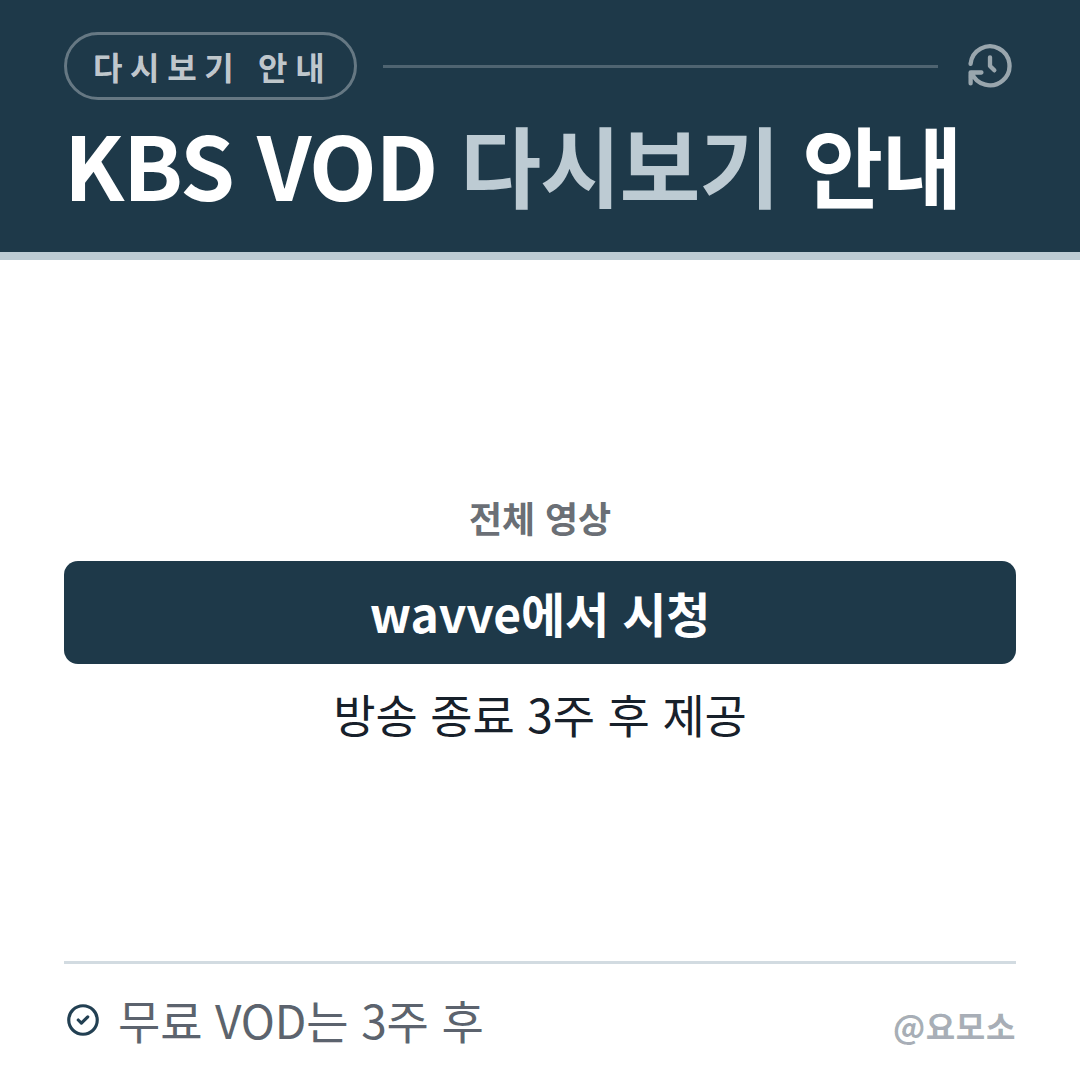 다시보기 안내
KBS VOD 다시보기 안내
전체 영상
wavve에서 시청
방송 종료 3주 후 제공
무료 VOD는 3주 후
@요모소